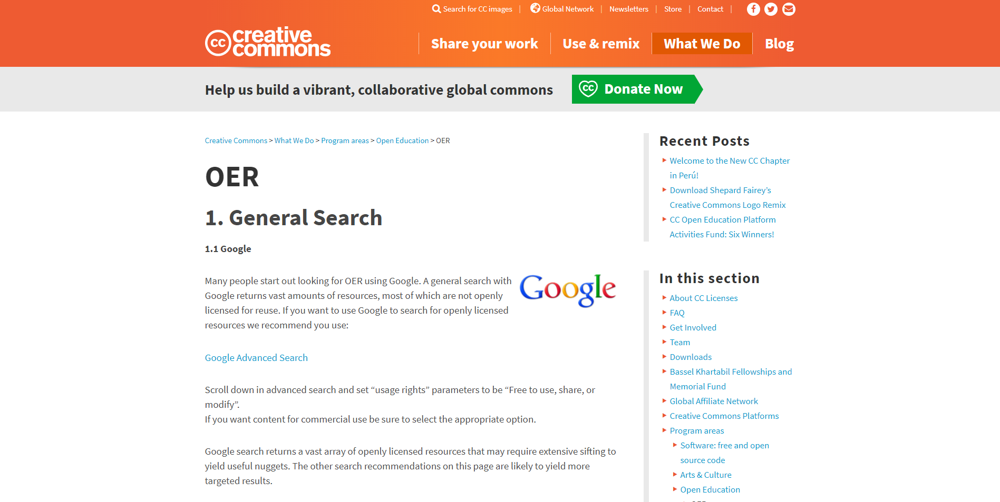 Search for CC images | Global Network | Newsletters | Store | Contact |
cc creative commons
Share your work
Use & remix
What We Do
Blog
Help us build a vibrant, collaborative global commons
CC Donate Now
Creative Commons > What We Do > Program areas > Open Education > OER
OER
1. General Search
1.1 Google
Many people start out looking for OER using Google. A general search with
Google returns vast amounts of resources, most of which are not openly
licensed for reuse. If you want to use Google to search for openly licensed
resources we recommend you use:
Google
Google Advanced Search
Scroll down in advanced search and set “usage rights” parameters to be “Free to use, share, or
modify”.
If you want content for commercial use be sure to select the appropriate option.
Google search returns a vast array of openly licensed resources that may require extensive sifting to
yield useful nuggets. The other search recommendations on this page are likely to yield more
targeted results.
Recent Posts
Welcome to the New CC Chapter
in Perú!
Download Shepard Fairey’s
Creative Commons Logo Remix
CC Open Education Platform
Activities Fund: Six Winners!
In this section
About CC Licenses
FAQ
Get Involved
Team
Downloads
Bassel Khartabil Fellowships and
Memorial Fund
Global Affiliate Network
Creative Commons Platforms
Program areas
Software: free and open
source code
Arts & Culture
Open Education